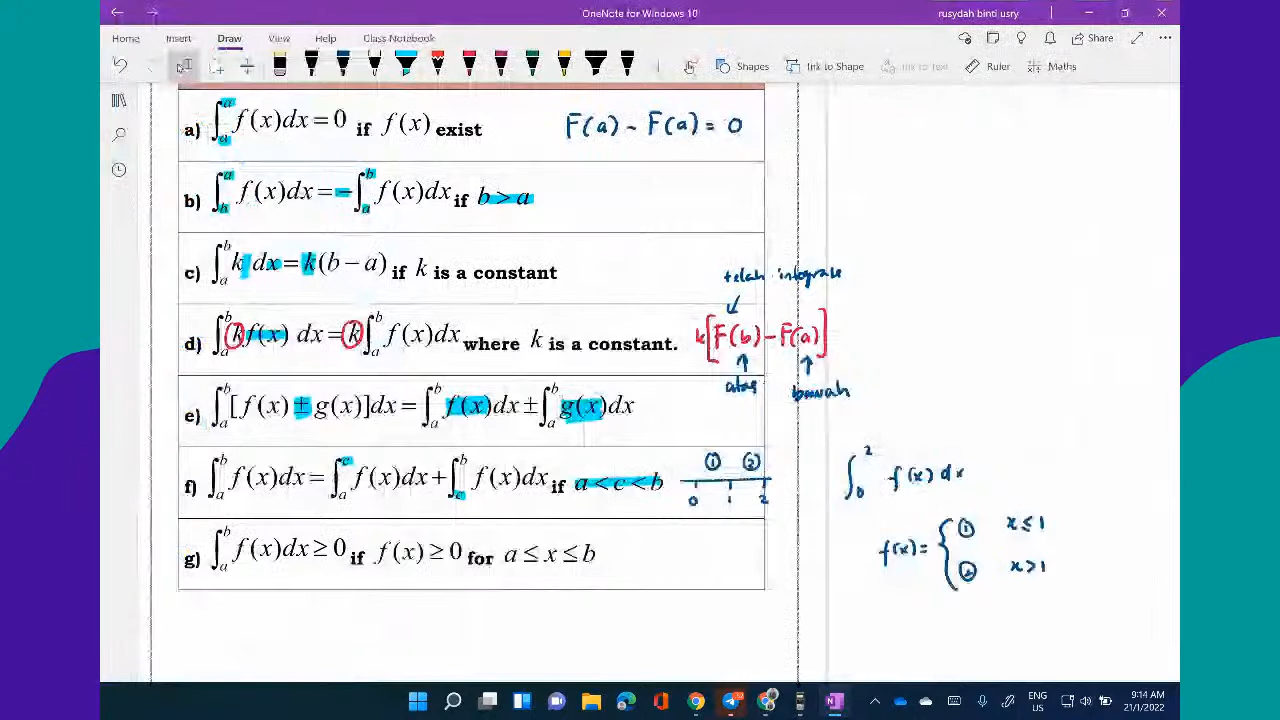 OneNote for Windows 10
rusydah binti usry
Home Insert Draw View Help Class Notebook Share
Shapes Ink to Shape Ink to Text Ruler Maths
a) ∫_a^a f(x)dx = 0 if f(x) exist F(a) - F(a) = 0
b) ∫_b^a f(x)dx = -∫_a^b f(x)dx if b > a
c) ∫_a^b k dx = k(b − a) if k is a constant
telah integrate
d) ∫_a^b k f(x) dx = k∫_a^b f(x)dx where k is a constant. k[F(b) − F(a)]
atas bawah
e) ∫_a^b [f(x) ± g(x)]dx = ∫_a^b f(x)dx ± ∫_a^b g(x)dx
f) ∫_a^b f(x)dx = ∫_a^c f(x)dx + ∫_c^b f(x)dx if a < c < b ① ②
0 1 2
∫_0^2 f(x) dx
g) ∫_a^b f(x)dx ≥ 0 if f(x) ≥ 0 for a ≤ x ≤ b
f(x) = { ① x ≤ 1
② x > 1
ENG
US
9:14 AM
21/1/2022